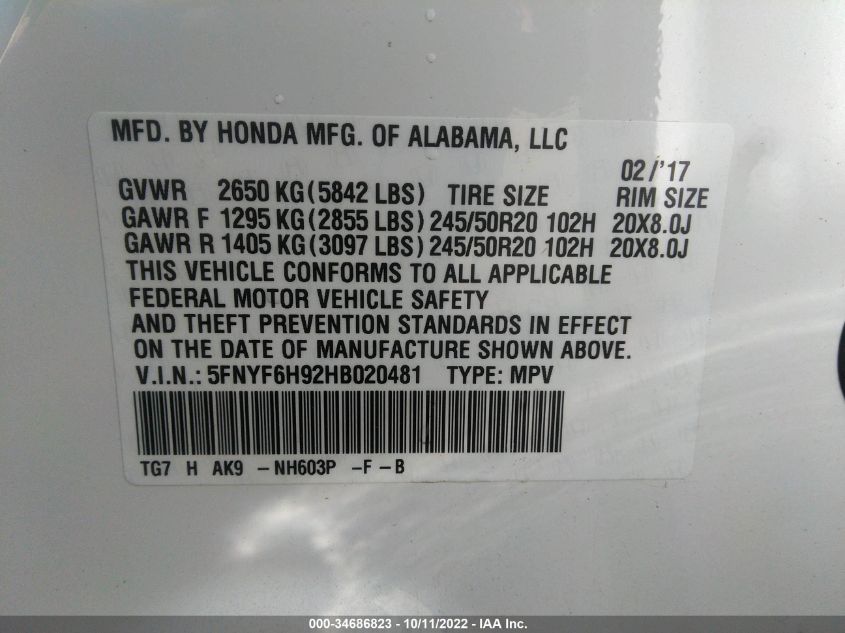 MFD. BY HONDA MFG. OF ALABAMA, LLC
02/'17
GVWR 2650 KG (5842 LBS) TIRE SIZE RIM SIZE
GAWR F 1295 KG (2855 LBS) 245/50R20 102H 20X8.0J
GAWR R 1405 KG (3097 LBS) 245/50R20 102H 20X8.0J
THIS VEHICLE CONFORMS TO ALL APPLICABLE
FEDERAL MOTOR VEHICLE SAFETY
AND THEFT PREVENTION STANDARDS IN EFFECT
ON THE DATE OF MANUFACTURE SHOWN ABOVE.
V.I.N.: 5FNYF6H92HB020481 TYPE: MPV
TG7 H AK9 -NH603P -F -B
000-34686823 - 10/11/2022 - IAA Inc.